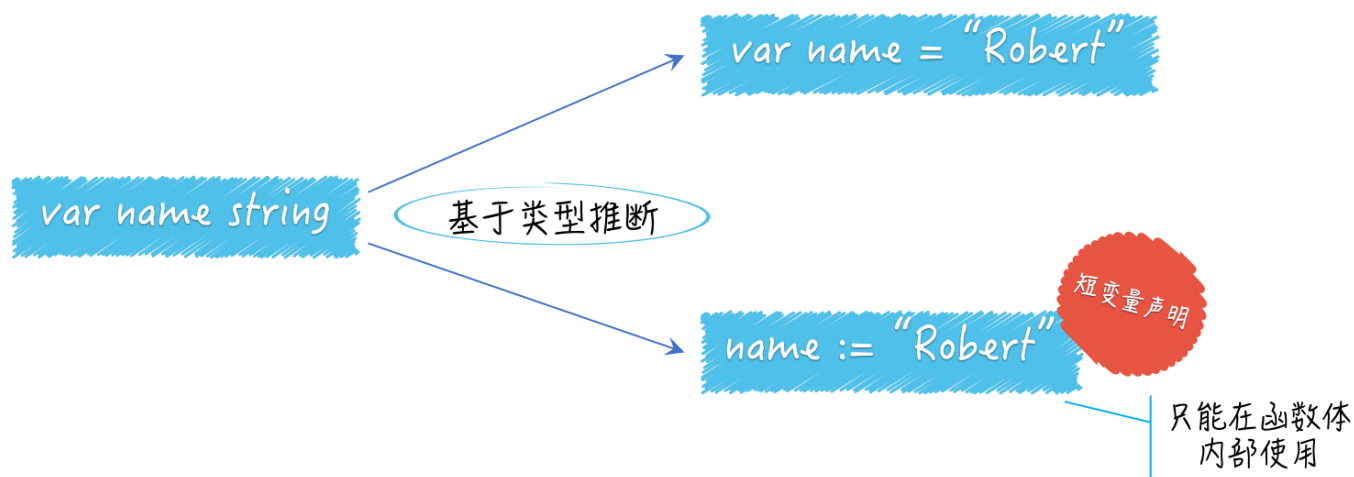 var name = “Robert”
var name string
基于类型推断
短变量声明
name := “Robert”
只能在函数体
内部使用